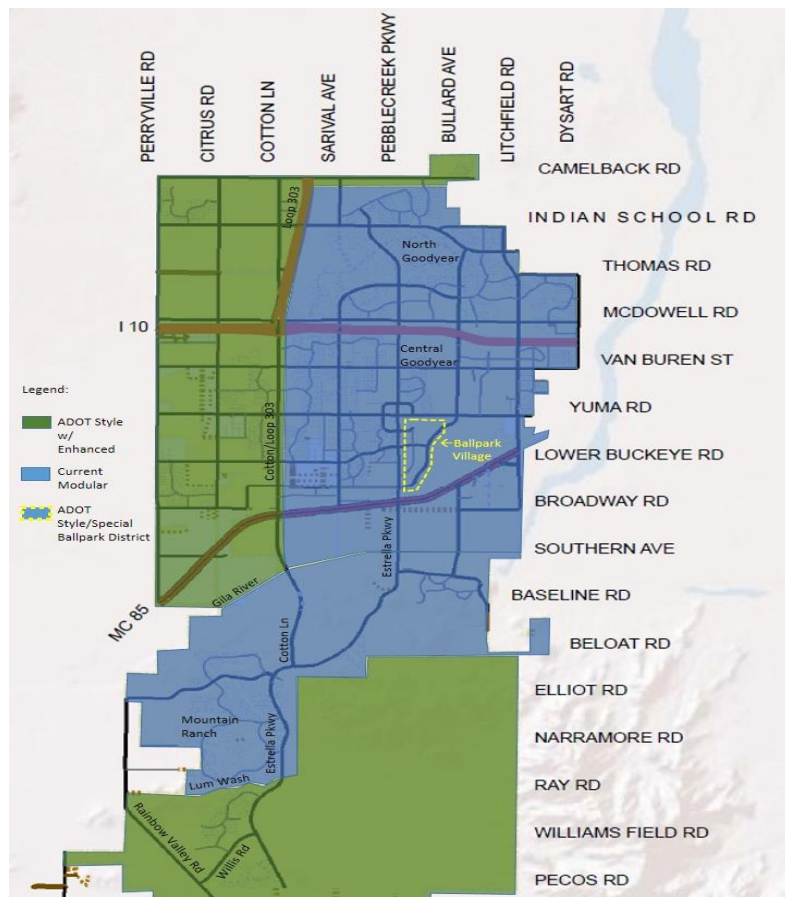 PERRYVILLE RD
CITRUS RD
COTTON LN
SARIVAL AVE
PEBBLECREEK PKWY
BULLARD AVE
LITCHFIELD RD
DYSART RD
CAMELBACK RD
Loop 303
INDIAN SCHOOL RD
North
Goodyear
THOMAS RD
MCDOWELL RD
I 10
Central
Goodyear
VAN BUREN ST
Legend:
ADOT Style
w/
Enhanced
Current
Modular
ADOT
Style/Special
Ballpark District
YUMA RD
Cotton/Loop 303
←Ballpark
Village
LOWER BUCKEYE RD
BROADWAY RD
Estrella Pkwy
SOUTHERN AVE
Gila River
BASELINE RD
MC 85
Cotton Ln
BELOAT RD
ELLIOT RD
Mountain
Ranch
Estrella Pkwy
NARRAMORE RD
Lum Wash
RAY RD
Rainbow Valley Rd
Willis Rd
WILLIAMS FIELD RD
PECOS RD